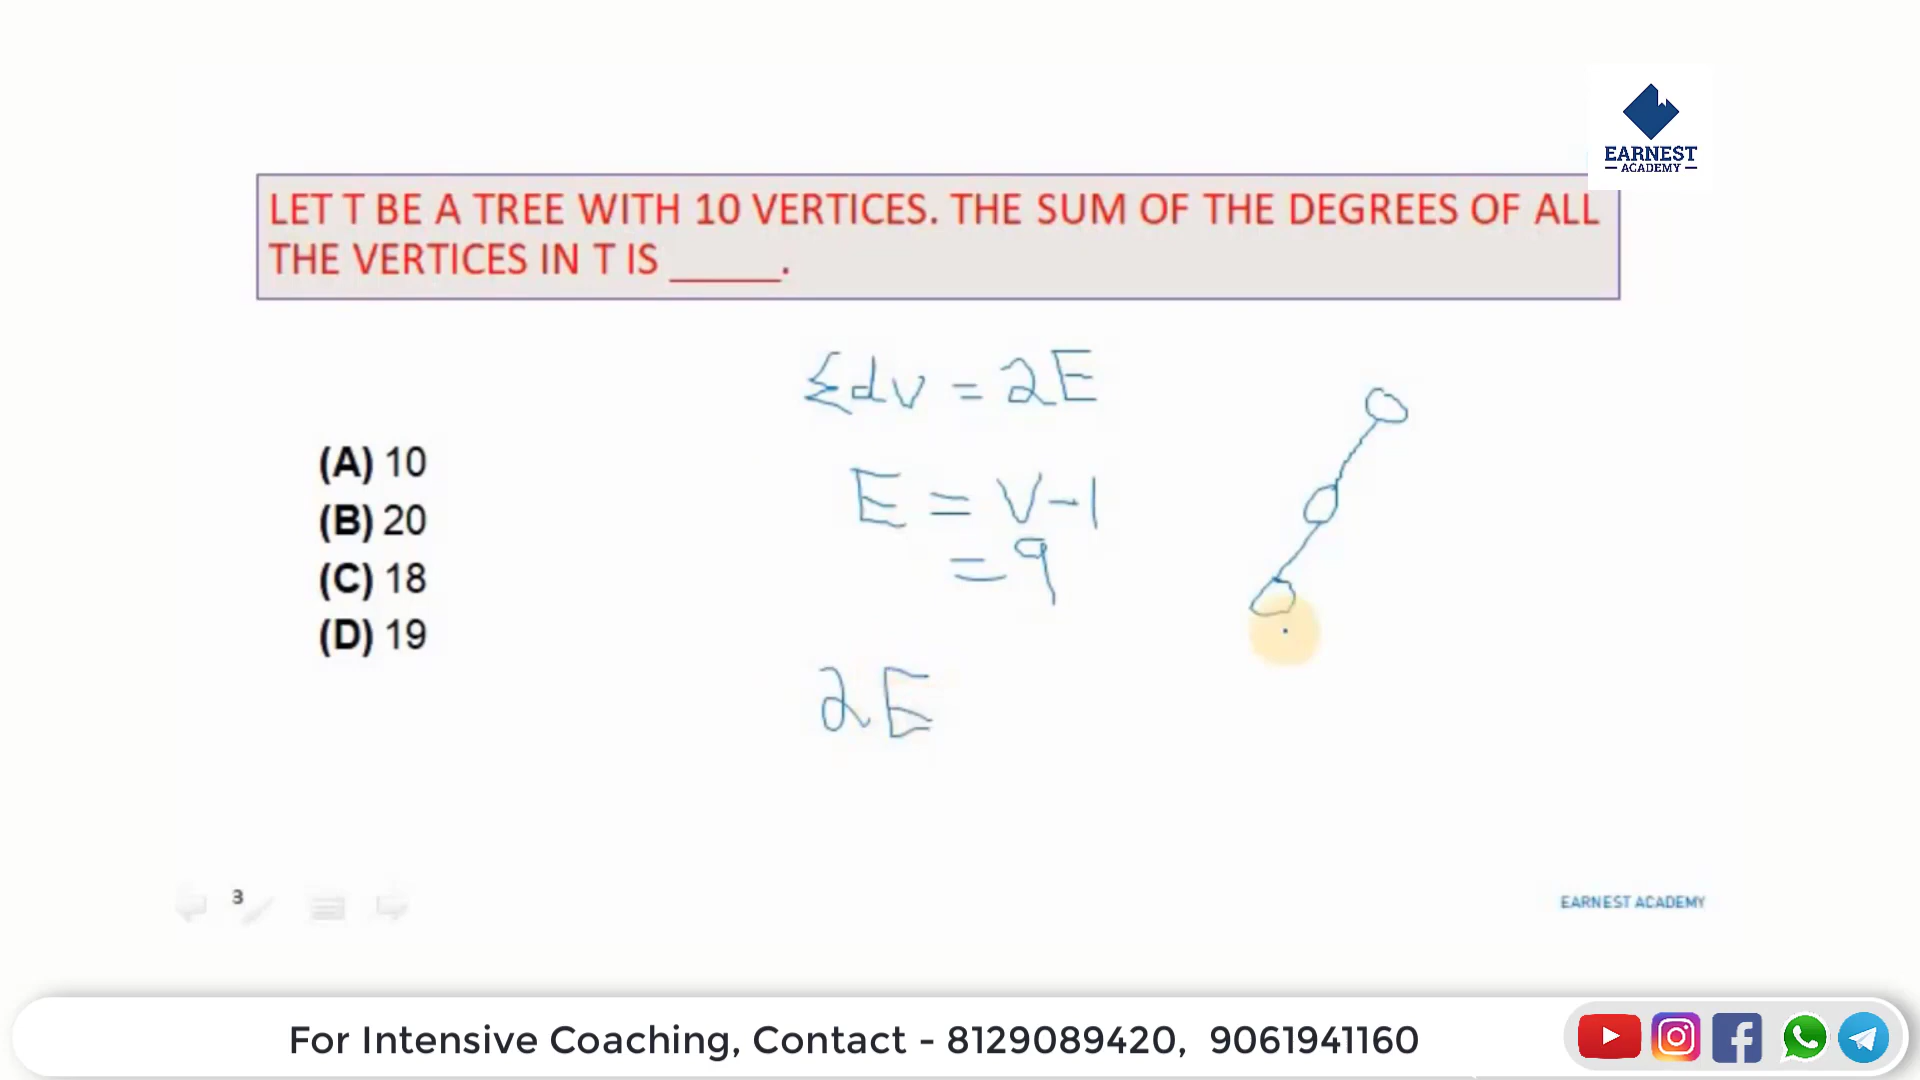 EARNEST
ACADEMY
LET T BE A TREE WITH 10 VERTICES. THE SUM OF THE DEGREES OF ALL
THE VERTICES IN T IS _____.
Σdv = 2E
E = V-1
= 9
2E
(A) 10
(B) 20
(C) 18
(D) 19
3
EARNEST ACADEMY
For Intensive Coaching, Contact - 8129089420, 9061941160